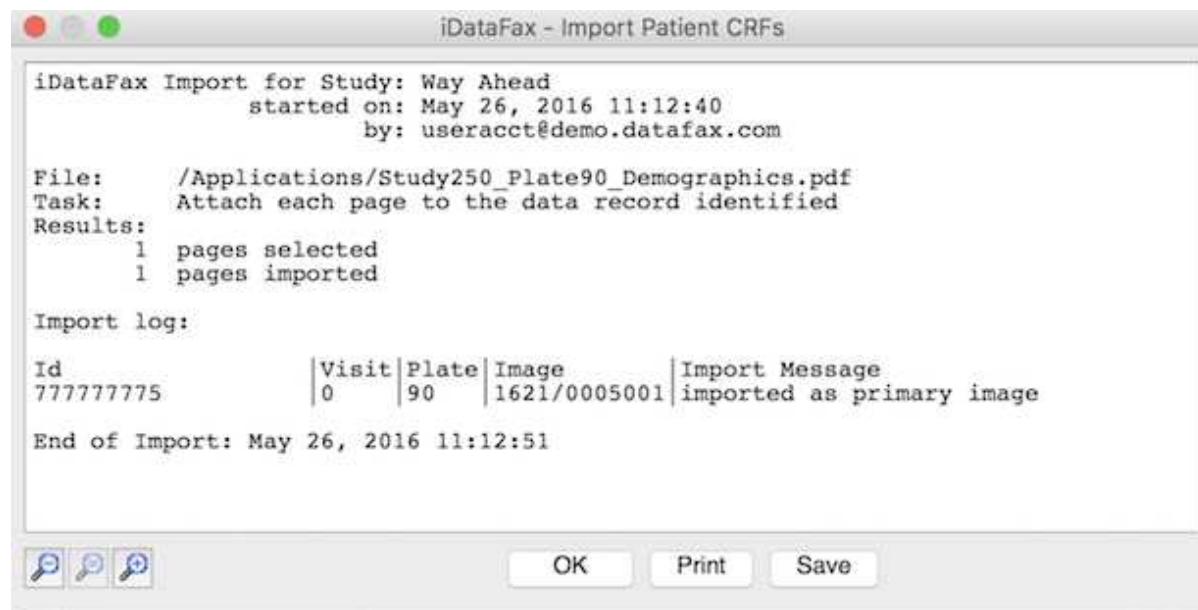 iDataFax - Import Patient CRFs
iDataFax Import for Study: Way Ahead
started on: May 26, 2016 11:12:40
by: useracct@demo.datafax.com
File: /Applications/Study250_Plate90_Demographics.pdf
Task: Attach each page to the data record identified
Results:
1 pages selected
1 pages imported
Import log:
Id |Visit|Plate|Image |Import Message
777777775 |0 |90 |1621/0005001|imported as primary image
End of Import: May 26, 2016 11:12:51
OK Print Save